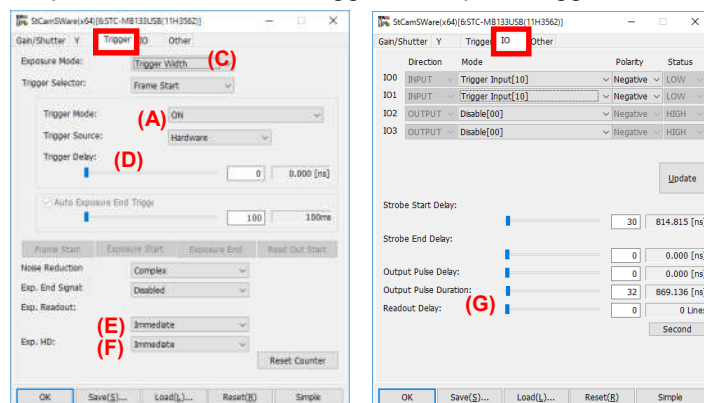 StCamSWare(x64)[6:STC-MB133USB(11H3562)]
Gain/Shutter Y Trigger IO Other
Exposure Mode: Trigger Width (C)
Trigger Selector: Frame Start
Trigger Mode: (A) ON
Trigger Source: Hardware
Trigger Delay: (D)
0 0.000 [ns]
Auto Exposure End Trigger
100 100ms
Frame Start Exposure Start Exposure End Read Out Start
Noise Reduction Complex
Exp. End Signal: Disabled
Exp. Readout:
(E) Immediate
Exp. HD: (F) Immediate
Reset Counter
OK Save(S)... Load(L)... Reset(R) Simple
StCamSWare(x64)[6:STC-MB133USB(11H3562)]
Gain/Shutter Y Trigger IO Other
Direction Mode Polarity Status
IO0 INPUT Trigger Input[10] Negative LOW
IO1 INPUT Trigger Input[10] Negative LOW
IO2 OUTPUT Disable[00] Negative HIGH
IO3 OUTPUT Disable[00] Negative HIGH
Update
Strobe Start Delay:
30 814.815 [ns]
Strobe End Delay:
0 0.000 [ns]
Output Pulse Delay: 0 0.000 [ns]
Output Pulse Duration: 32 869.136 [ns]
Readout Delay: (G) 0 0 Lines
Second
OK Save(S)... Load(L)... Reset(R) Simple